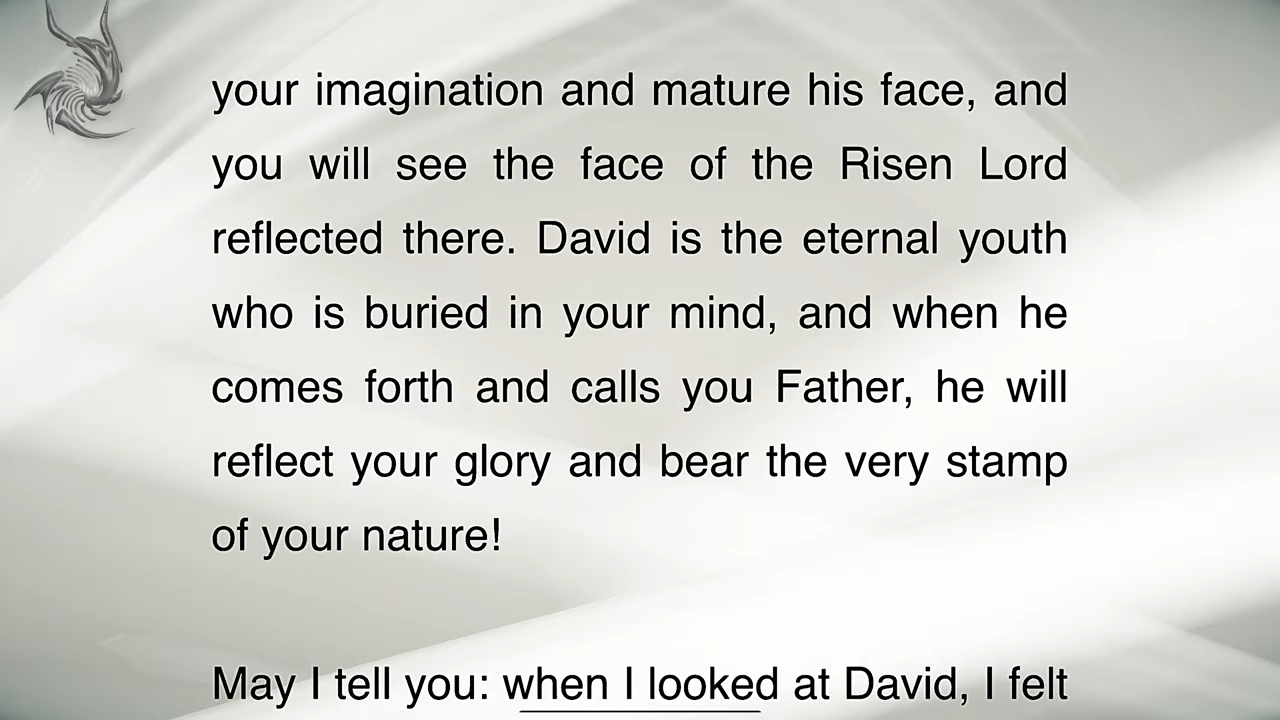 your imagination and mature his face, and
you will see the face of the Risen Lord
reflected there. David is the eternal youth
who is buried in your mind, and when he
comes forth and calls you Father, he will
reflect your glory and bear the very stamp
of your nature!
May I tell you: when I looked at David, I felt